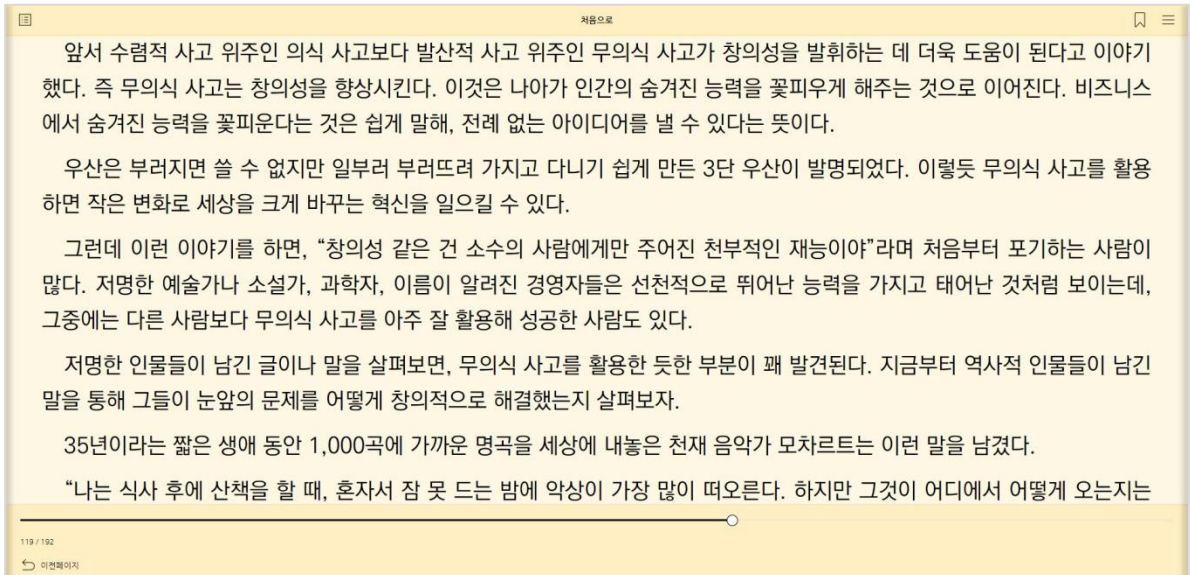 처음으로
앞서 수렴적 사고 위주인 의식 사고보다 발산적 사고 위주인 무의식 사고가 창의성을 발휘하는 데 더욱 도움이 된다고 이야기
했다. 즉 무의식 사고는 창의성을 향상시킨다. 이것은 나아가 인간의 숨겨진 능력을 꽃피우게 해주는 것으로 이어진다. 비즈니스
에서 숨겨진 능력을 꽃피운다는 것은 쉽게 말해, 전례 없는 아이디어를 낼 수 있다는 뜻이다.
우산은 부러지면 쓸 수 없지만 일부러 부러뜨려 가지고 다니기 쉽게 만든 3단 우산이 발명되었다. 이렇듯 무의식 사고를 활용
하면 작은 변화로 세상을 크게 바꾸는 혁신을 일으킬 수 있다.
그런데 이런 이야기를 하면, “창의성 같은 건 소수의 사람에게만 주어진 천부적인 재능이야”라며 처음부터 포기하는 사람이
많다. 저명한 예술가나 소설가, 과학자, 이름이 알려진 경영자들은 선천적으로 뛰어난 능력을 가지고 태어난 것처럼 보이는데,
그중에는 다른 사람보다 무의식 사고를 아주 잘 활용해 성공한 사람도 있다.
저명한 인물들이 남긴 글이나 말을 살펴보면, 무의식 사고를 활용한 듯한 부분이 꽤 발견된다. 지금부터 역사적 인물들이 남긴
말을 통해 그들이 눈앞의 문제를 어떻게 창의적으로 해결했는지 살펴보자.
35년이라는 짧은 생애 동안 1,000곡에 가까운 명곡을 세상에 내놓은 천재 음악가 모차르트는 이런 말을 남겼다.
“나는 식사 후에 산책을 할 때, 혼자서 잠 못 드는 밤에 악상이 가장 많이 떠오른다. 하지만 그것이 어디에서 어떻게 오는지는
119 / 192
이전페이지